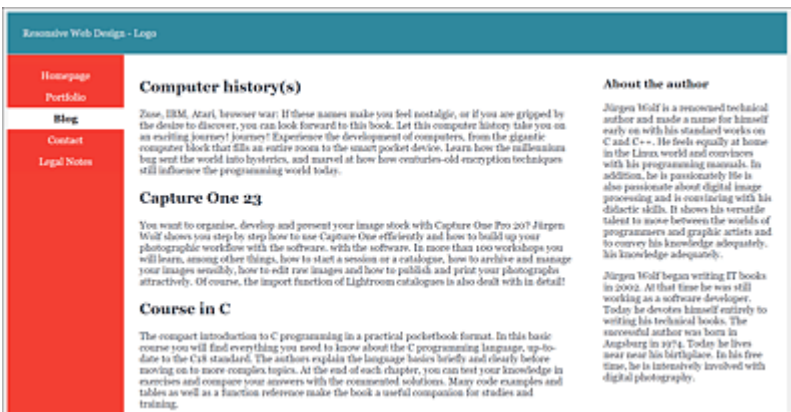 Resonsive Web Design - Logo
Homepage
Portfolio
Blog
Contact
Legal Notes
Computer history(s)
Zuse, IBM, Atari, browser war: If these names make you feel nostalgic, or if you are gripped by
the desire to discover, you can look forward to this book. Let this computer history take you on
an exciting journey! journey! Experience the development of computers, from the gigantic
computer block that fills an entire room to the smart pocket device. Learn how the millennium
bug sent the world into hysterics, and marvel at how how centuries-old encryption techniques
still influence the programming world today.
Capture One 23
You want to organise, develop and present your image stock with Capture One Pro 20? Jürgen
Wolf shows you step by step how to use Capture One efficiently and how to build up your
photographic workflow with the software. with the software. In more than 100 workshops you
will learn, among other things, how to start a session or a catalogue, how to archive and manage
your images sensibly, how to edit raw images and how to publish and print your photographs
attractively. Of course, the import function of Lightroom catalogues is also dealt with in detail!
Course in C
The compact introduction to C programming in a practical pocketbook format. In this basic
course you will find everything you need to know about the C programming language, up-to-
date to the C18 standard. The authors explain the language basics briefly and clearly before
moving on to more complex topics. At the end of each chapter, you can test your knowledge in
exercises and compare your answers with the commented solutions. Many code examples and
tables as well as a function reference make the book a useful companion for studies and
training.
About the author
Jürgen Wolf is a renowned technical
author and made a name for himself
early on with his standard works on
C and C++. He feels equally at home
in the Linux world and convinces
with his programming manuals. In
addition, he is passionately He is
also passionate about digital image
processing and is convincing with his
didactic skills. It shows his versatile
talent to move between the worlds of
programmers and graphic artists and
to convey his knowledge adequately.
his knowledge adequately.
Jürgen Wolf began writing IT books
in 2002. At that time he was still
working as a software developer.
Today he devotes himself entirely to
writing his technical books. The
successful author was born in
Augsburg in 1974. Today he lives
near near his birthplace. In his free
time, he is intensively involved with
digital photography.